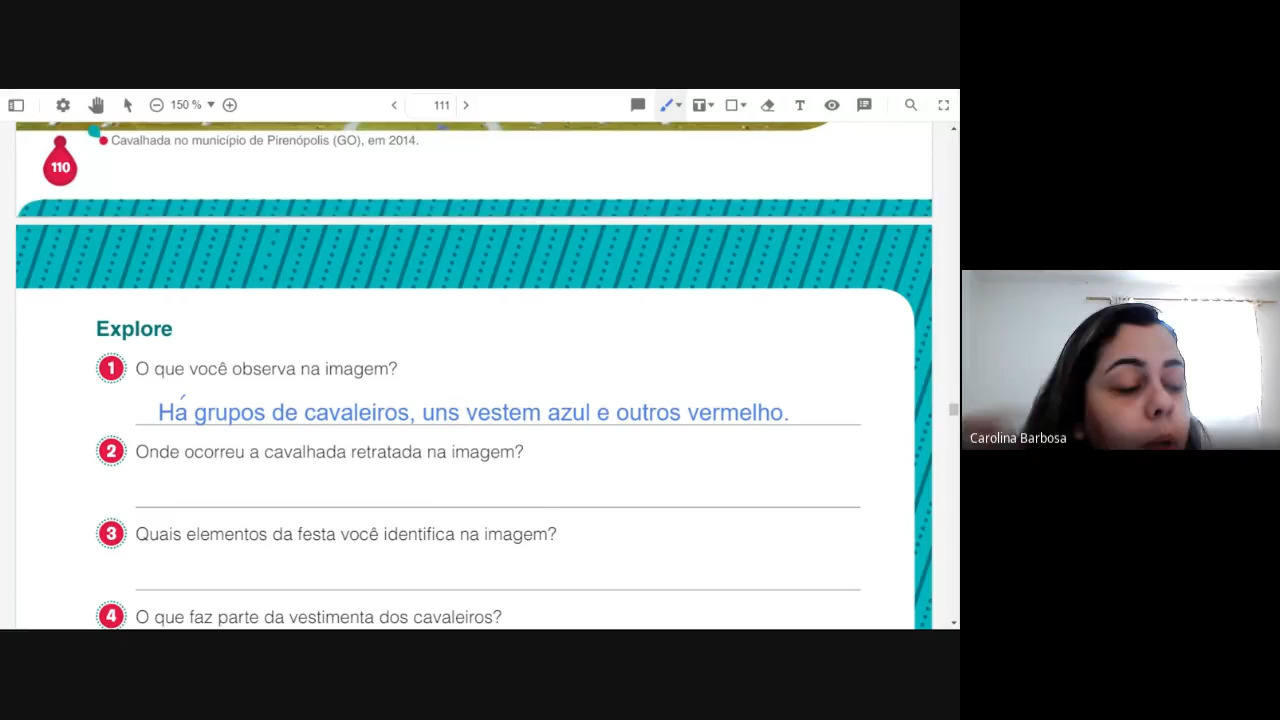 150 %
111
Cavalhada no município de Pirenópolis (GO), em 2014.
110
Explore
1 O que você observa na imagem?
Há grupos de cavaleiros, uns vestem azul e outros vermelho.
2 Onde ocorreu a cavalhada retratada na imagem?
3 Quais elementos da festa você identifica na imagem?
4 O que faz parte da vestimenta dos cavaleiros?
Carolina Barbosa